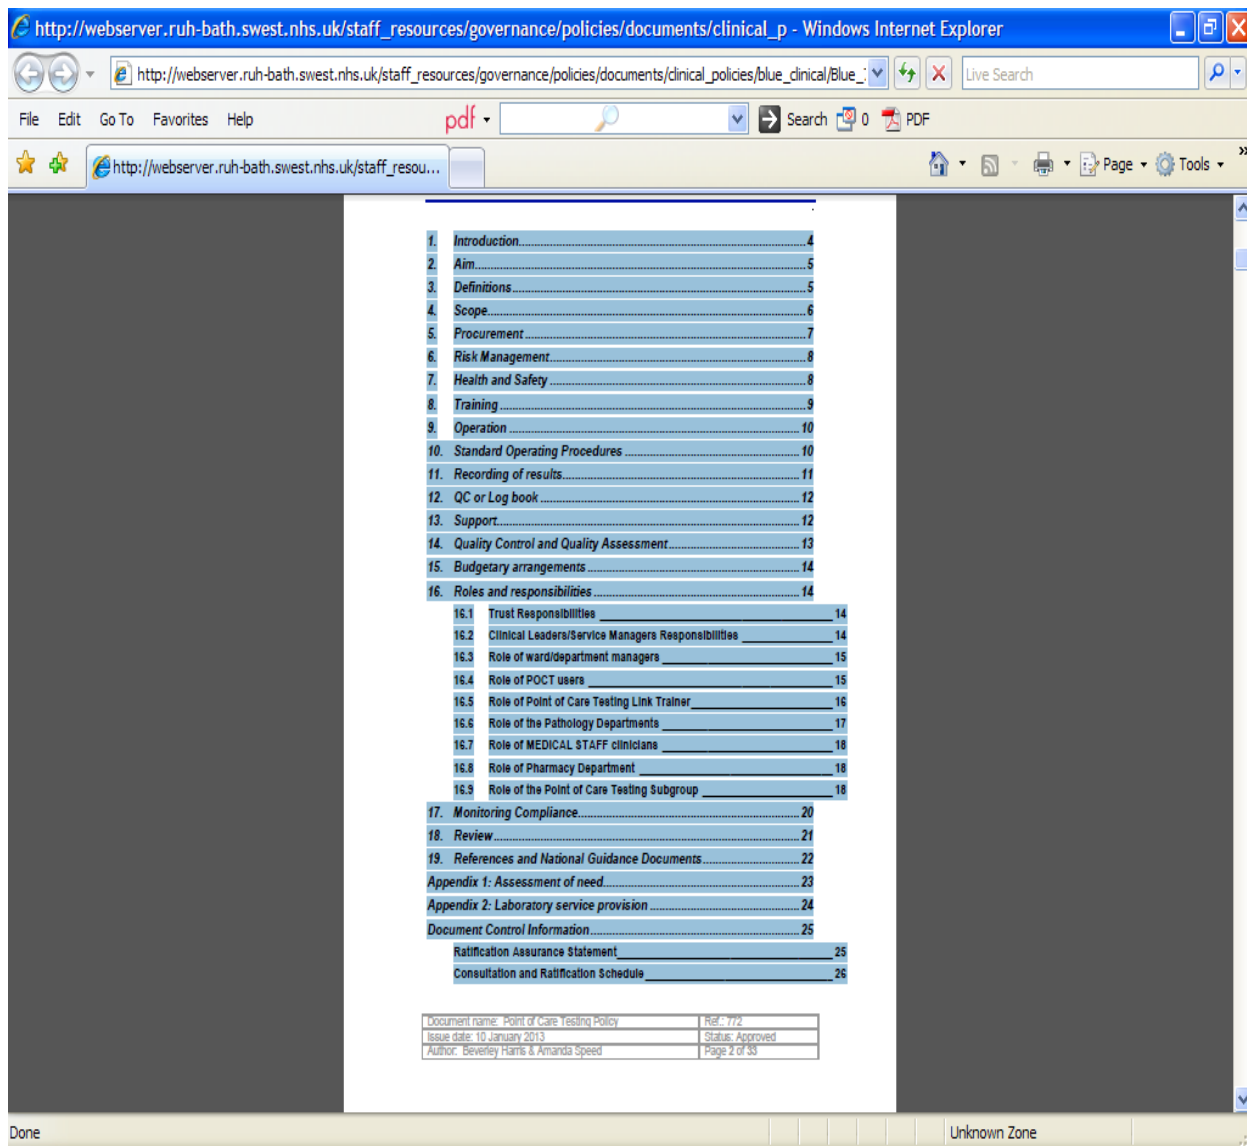 http://webserver.ruh-bath.swest.nhs.uk/staff_resources/governance/policies/documents/clinical_p - Windows Internet Explorer
http://webserver.ruh-bath.swest.nhs.uk/staff_resources/governance/policies/documents/clinical_policies/blue_clinical/Blue_ Live Search
File Edit Go To Favorites Help pdf Search 0 PDF
http://webserver.ruh-bath.swest.nhs.uk/staff_resou... Page Tools
1. Introduction 4
2. Aim 5
3. Definitions 5
4. Scope 6
5. Procurement 7
6. Risk Management 8
7. Health and Safety 8
8. Training 9
9. Operation 10
10. Standard Operating Procedures 10
11. Recording of results 11
12. QC or Log book 12
13. Support 12
14. Quality Control and Quality Assessment 13
15. Budgetary arrangements 14
16. Roles and responsibilities 14
16.1 Trust Responsibilities 14
16.2 Clinical Leaders/Service Managers Responsibilities 14
16.3 Role of ward/department managers 15
16.4 Role of POCT users 15
16.5 Role of Point of Care Testing Link Trainer 16
16.6 Role of the Pathology Departments 17
16.7 Role of MEDICAL STAFF clinicians 18
16.8 Role of Pharmacy Department 18
16.9 Role of the Point of Care Testing Subgroup 18
17. Monitoring Compliance 20
18. Review 21
19. References and National Guidance Documents 22
Appendix 1: Assessment of need 23
Appendix 2: Laboratory service provision 24
Document Control Information 25
Ratification Assurance Statement 25
Consultation and Ratification Schedule 26
Document name: Point of Care Testing Policy Ref.: 772
Issue date: 10 January 2013 Status: Approved
Author: Beverley Harris & Amanda Speed Page 2 of 33
Done Unknown Zone